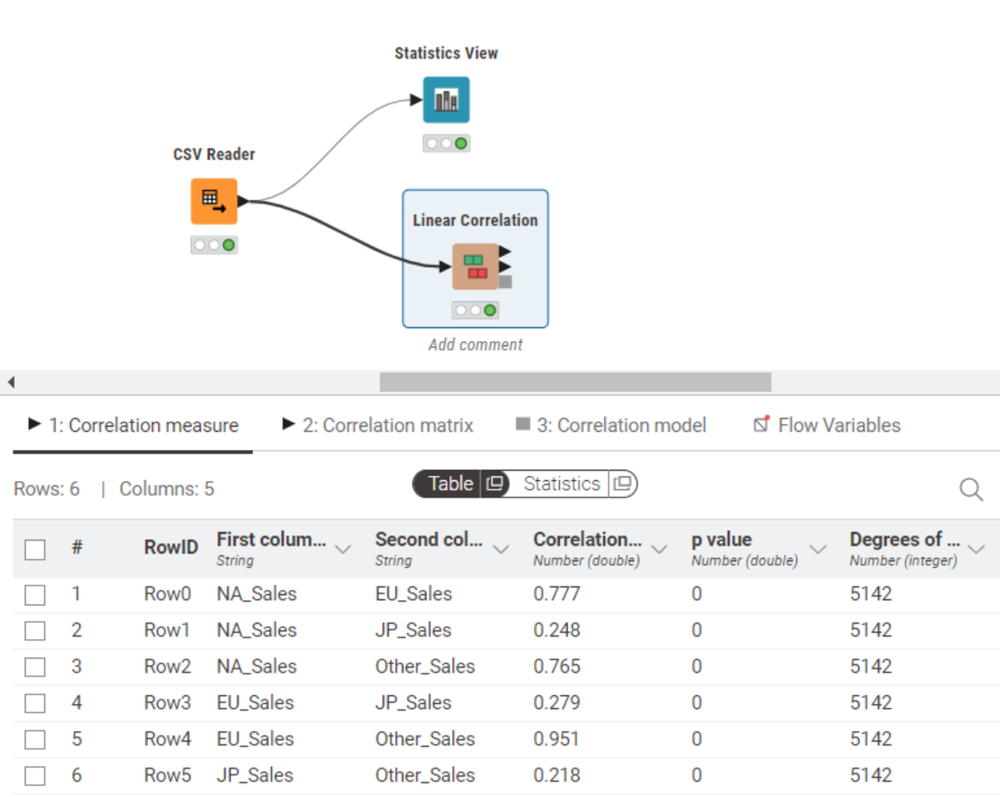 Statistics View
CSV Reader
Linear Correlation
Add comment
1: Correlation measure 2: Correlation matrix 3: Correlation model Flow Variables
Rows: 6 | Columns: 5 Table Statistics
# RowID First colum... Second col... Correlation... p value Degrees of ...
String String Number (double) Number (double) Number (integer)
1 Row0 NA_Sales EU_Sales 0.777 0 5142
2 Row1 NA_Sales JP_Sales 0.248 0 5142
3 Row2 NA_Sales Other_Sales 0.765 0 5142
4 Row3 EU_Sales JP_Sales 0.279 0 5142
5 Row4 EU_Sales Other_Sales 0.951 0 5142
6 Row5 JP_Sales Other_Sales 0.218 0 5142